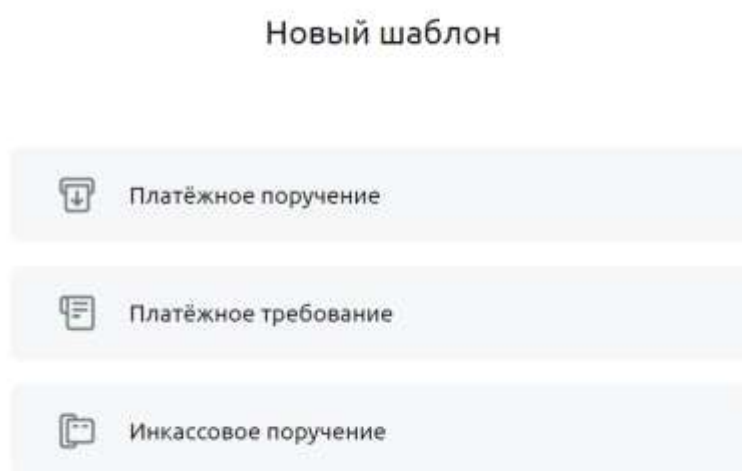 Новый шаблон
Платёжное поручение
Платёжное требование
Инкассовое поручение